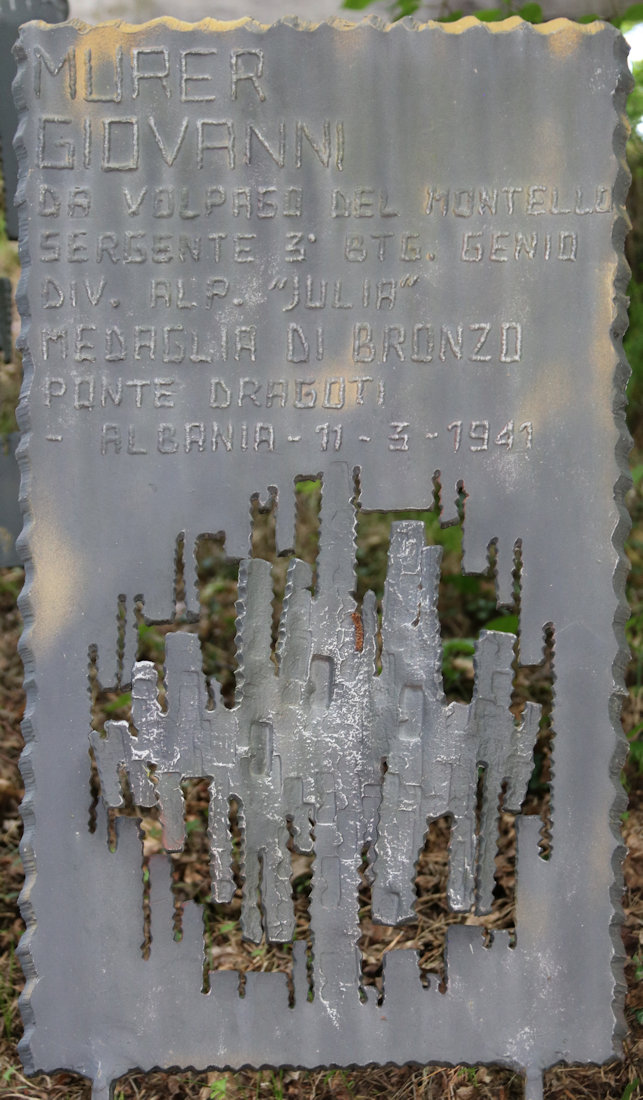 MURER
GIOVANNI
DA VOLPAGO DEL MONTELLO
SERGENTE 3° BTG. GENIO
DIV. ALP. "JULIA"
MEDAGLIA DI BRONZO
PONTE DRAGOTI
- ALBANIA - 11 - 3 - 1941